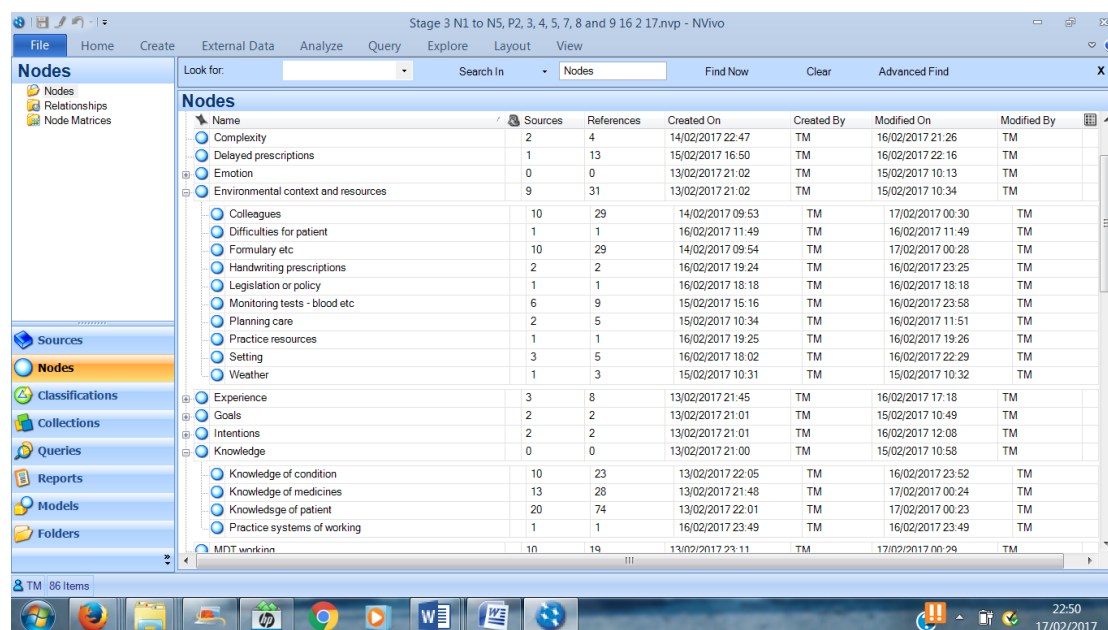 Stage 3 N1 to N5, P2, 3, 4, 5, 7, 8 and 9 16 2 17.nvp - NVivo
File Home Create External Data Analyze Query Explore Layout View
Nodes
Look for: Search In Nodes Find Now Clear Advanced Find X
Nodes
Relationships
Node Matrices
Nodes
Name Sources References Created On Created By Modified On Modified By
Complexity 2 4 14/02/2017 22:47 TM 16/02/2017 21:26 TM
Delayed prescriptions 1 13 15/02/2017 16:50 TM 16/02/2017 22:16 TM
Emotion 0 0 13/02/2017 21:02 TM 15/02/2017 10:13 TM
Environmental context and resources 9 31 13/02/2017 21:02 TM 15/02/2017 10:34 TM
Colleagues 10 29 14/02/2017 09:53 TM 17/02/2017 00:30 TM
Difficulties for patient 1 1 16/02/2017 11:49 TM 16/02/2017 11:49 TM
Formulary etc 10 29 14/02/2017 09:54 TM 17/02/2017 00:28 TM
Handwriting prescriptions 2 2 16/02/2017 19:24 TM 16/02/2017 23:25 TM
Legislation or policy 1 1 16/02/2017 18:18 TM 16/02/2017 18:18 TM
Monitoring tests - blood etc 6 9 15/02/2017 15:16 TM 16/02/2017 23:58 TM
Planning care 2 5 15/02/2017 10:34 TM 16/02/2017 11:51 TM
Practice resources 1 1 16/02/2017 19:25 TM 16/02/2017 19:26 TM
Setting 3 5 16/02/2017 18:02 TM 16/02/2017 22:29 TM
Weather 1 3 15/02/2017 10:31 TM 15/02/2017 10:32 TM
Experience 3 8 13/02/2017 21:45 TM 16/02/2017 17:18 TM
Goals 2 2 13/02/2017 21:01 TM 15/02/2017 10:49 TM
Intentions 2 2 13/02/2017 21:01 TM 16/02/2017 12:08 TM
Knowledge 0 0 13/02/2017 21:00 TM 15/02/2017 10:58 TM
Knowledge of condition 10 23 13/02/2017 22:05 TM 16/02/2017 23:52 TM
Knowledge of medicines 13 28 13/02/2017 21:48 TM 17/02/2017 00:24 TM
Knowledsge of patient 20 74 13/02/2017 22:01 TM 17/02/2017 00:23 TM
Practice systems of working 1 1 16/02/2017 23:49 TM 16/02/2017 23:49 TM
MDT working 10 19 13/02/2017 23:11 TM 17/02/2017 00:29 TM
Sources
Nodes
Classifications
Collections
Queries
Reports
Models
Folders
TM 86 Items
22:50
17/02/2017